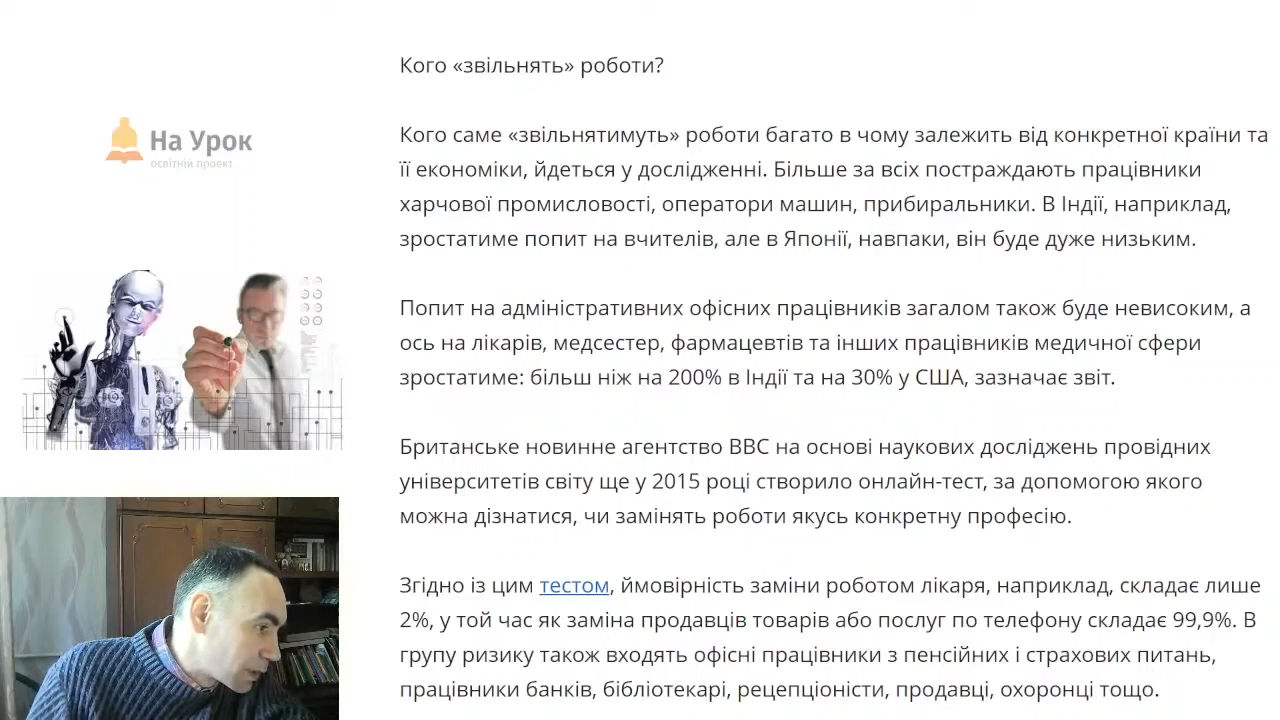 На Урок
освітній проект
Кого «звільнять» роботи?
Кого саме «звільнятимуть» роботи багато в чому залежить від конкретної країни та
її економіки, йдеться у дослідженні. Більше за всіх постраждають працівники
харчової промисловості, оператори машин, прибиральники. В Індії, наприклад,
зростатиме попит на вчителів, але в Японії, навпаки, він буде дуже низьким.
Попит на адміністративних офісних працівників загалом також буде невисоким, а
ось на лікарів, медсестер, фармацевтів та інших працівників медичної сфери
зростатиме: більш ніж на 200% в Індії та на 30% у США, зазначає звіт.
Британське новинне агентство ВВС на основі наукових досліджень провідних
університетів світу ще у 2015 році створило онлайн-тест, за допомогою якого
можна дізнатися, чи замінять роботи якусь конкретну професію.
Згідно із цим тестом, ймовірність заміни роботом лікаря, наприклад, складає лише
2%, у той час як заміна продавців товарів або послуг по телефону складає 99,9%. В
групу ризику також входять офісні працівники з пенсійних і страхових питань,
працівники банків, бібліотекарі, рецепціоністи, продавці, охоронці тощо.